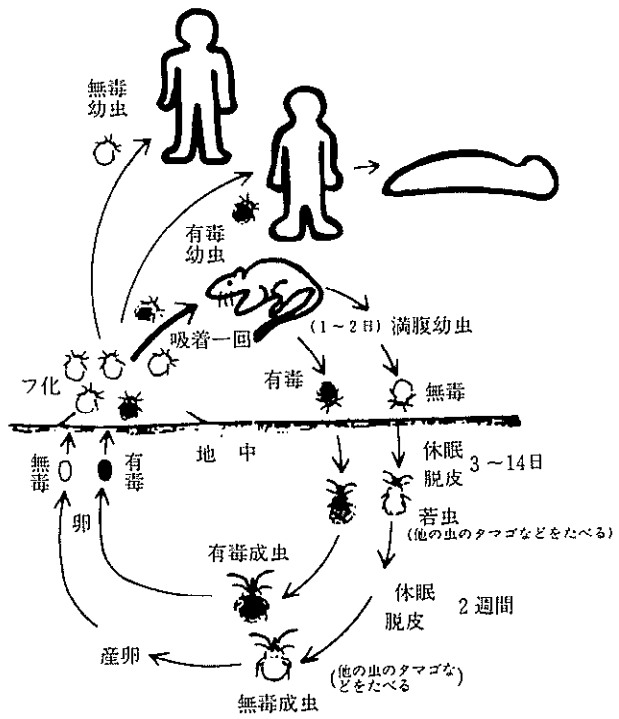 無毒
幼虫
有毒
幼虫
吸着一回
(1~2日) 満腹幼虫
フ化
有毒
無毒
地中
無毒
有毒
卵
休眠
脱皮
3~14日
若虫
(他の虫のタマゴなどをたべる)
有毒成虫
休眠
脱皮
2週間
産卵
無毒成虫
(他の虫のタマゴな
どをたべる)